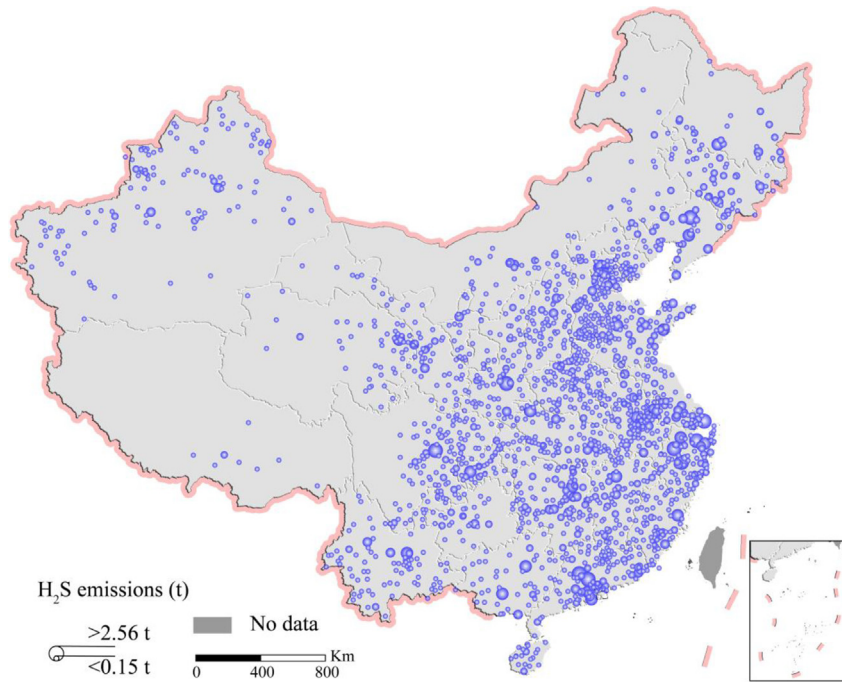 H₂S emissions (t)
>2.56 t
<0.15 t
No data
Km
0 400 800